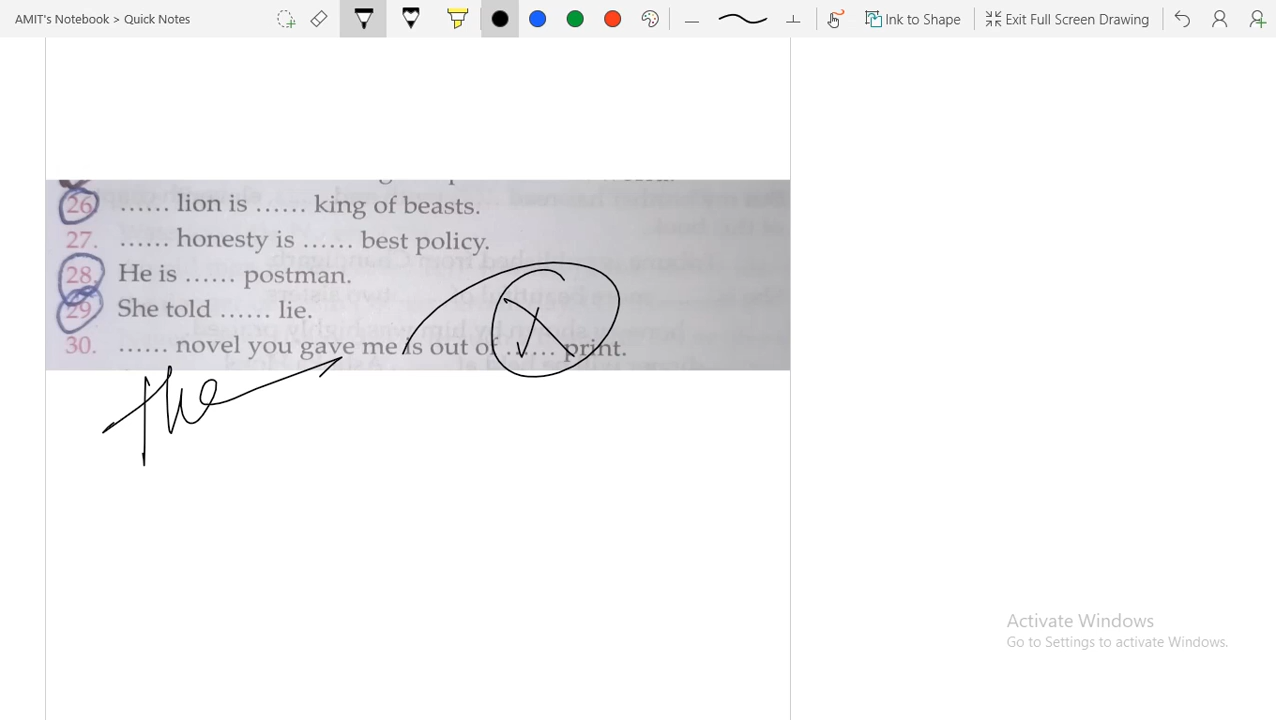 AMIT's Notebook > Quick Notes
Ink to Shape
Exit Full Screen Drawing
26. ...... lion is ...... king of beasts.
27. ...... honesty is ...... best policy.
28. He is ...... postman.
29. She told ...... lie.
30. ...... novel you gave me is out of ...... print.
the
Activate Windows
Go to Settings to activate Windows.